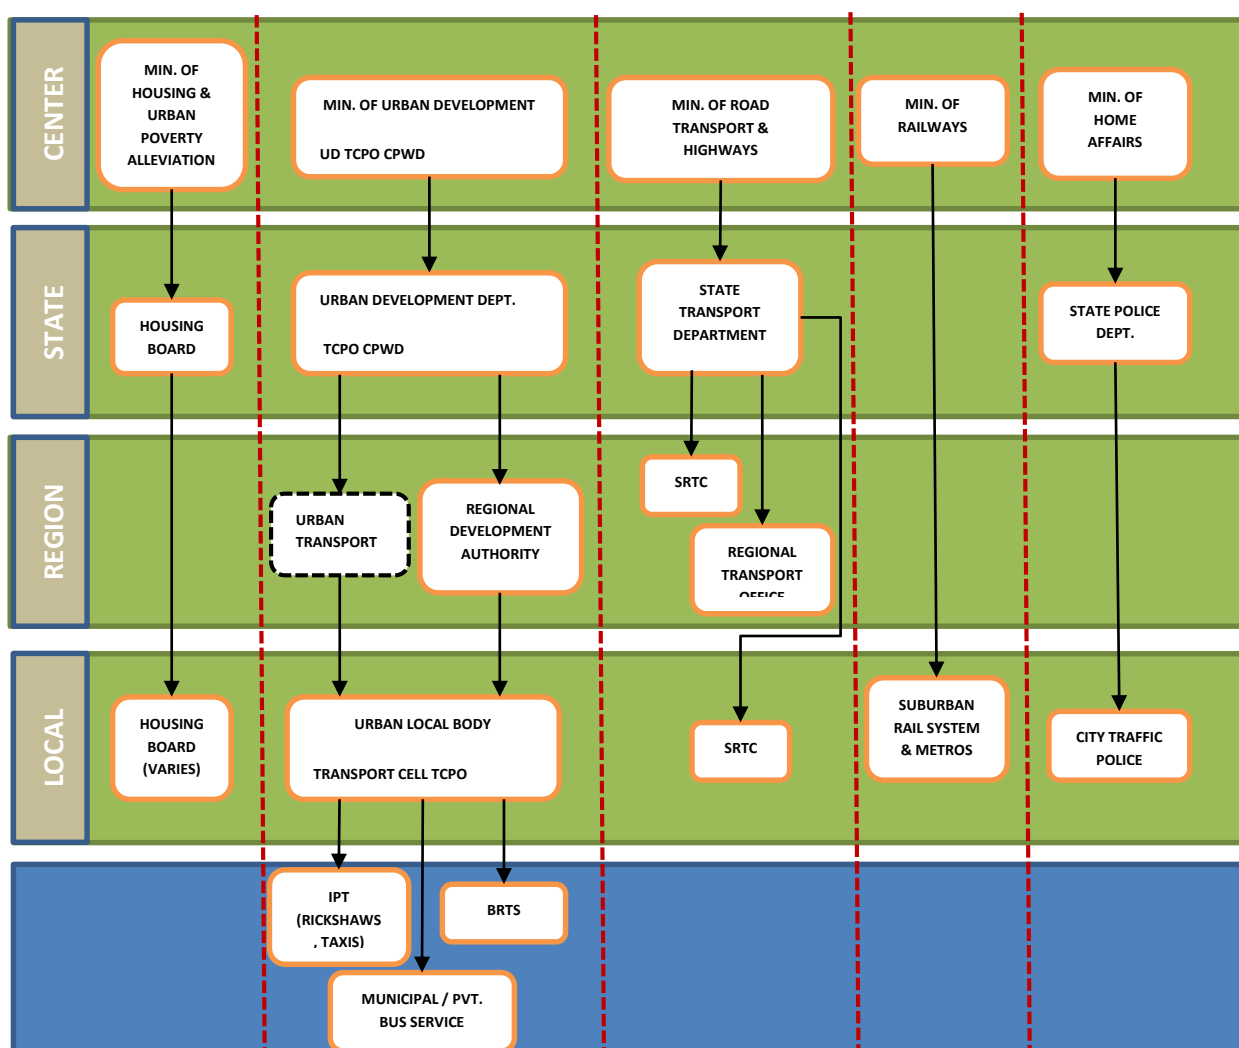 CENTER
MIN. OF
HOUSING &
URBAN
POVERTY
ALLEVIATION
MIN. OF URBAN DEVELOPMENT
UD TCPO CPWD
MIN. OF ROAD
TRANSPORT &
HIGHWAYS
MIN. OF
RAILWAYS
MIN. OF
HOME
AFFAIRS
STATE
HOUSING
BOARD
URBAN DEVELOPMENT DEPT.
TCPO CPWD
STATE
TRANSPORT
DEPARTMENT
STATE POLICE
DEPT.
REGION
URBAN
TRANSPORT
REGIONAL
DEVELOPMENT
AUTHORITY
SRTC
REGIONAL
TRANSPORT
OFFICE
LOCAL
HOUSING
BOARD
(VARIES)
URBAN LOCAL BODY
TRANSPORT CELL TCPO
SRTC
SUBURBAN
RAIL SYSTEM
& METROS
CITY TRAFFIC
POLICE
IPT
(RICKSHAWS
, TAXIS)
BRTS
MUNICIPAL / PVT.
BUS SERVICE